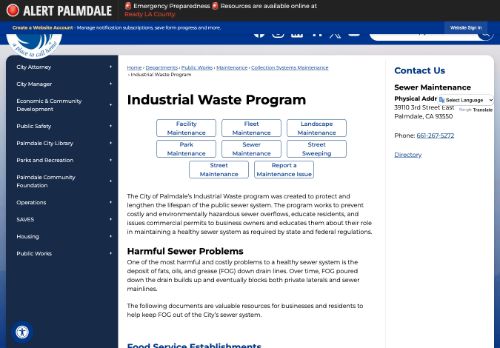 ALERT PALMDALE
Emergency Preparedness Resources are available online at
Ready LA County.
Create a Website Account - Manage notification subscriptions, save form progress and more.
Website Sign In
a place to call home
City Attorney
City Manager
Economic & Community
Development
Public Safety
Palmdale City Library
Parks and Recreation
Palmdale Community
Foundation
Operations
SAVES
Housing
Public Works
Home › Departments › Public Works › Maintenance › Collection Systems Maintenance
› Industrial Waste Program
Industrial Waste Program
Facility
Maintenance
Fleet
Maintenance
Landscape
Maintenance
Park
Maintenance
Sewer
Maintenance
Street
Sweeping
Street
Maintenance
Report a
Maintenance Issue
The City of Palmdale's Industrial Waste program was created to protect and
lengthen the lifespan of the public sewer system. The program works to prevent
costly and environmentally hazardous sewer overflows, educate residents, and
issues commercial permits to business owners and educates them about their role
in maintaining a healthy sewer system as required by state and federal regulations.
Harmful Sewer Problems
One of the most harmful and costly problems to a healthy sewer system is the
deposit of fats, oils, and grease (FOG) down drain lines. Over time, FOG poured
down the drain builds up and eventually blocks both private laterals and sewer
mainlines.
The following documents are valuable resources for businesses and residents to
help keep FOG out of the City's sewer system.
Food Service Establishments
Contact Us
Sewer Maintenance
Physical Addr
39110 3rd Street East
Palmdale, CA 93550
Select Language
Translate
Phone: 661-267-5272
Directory